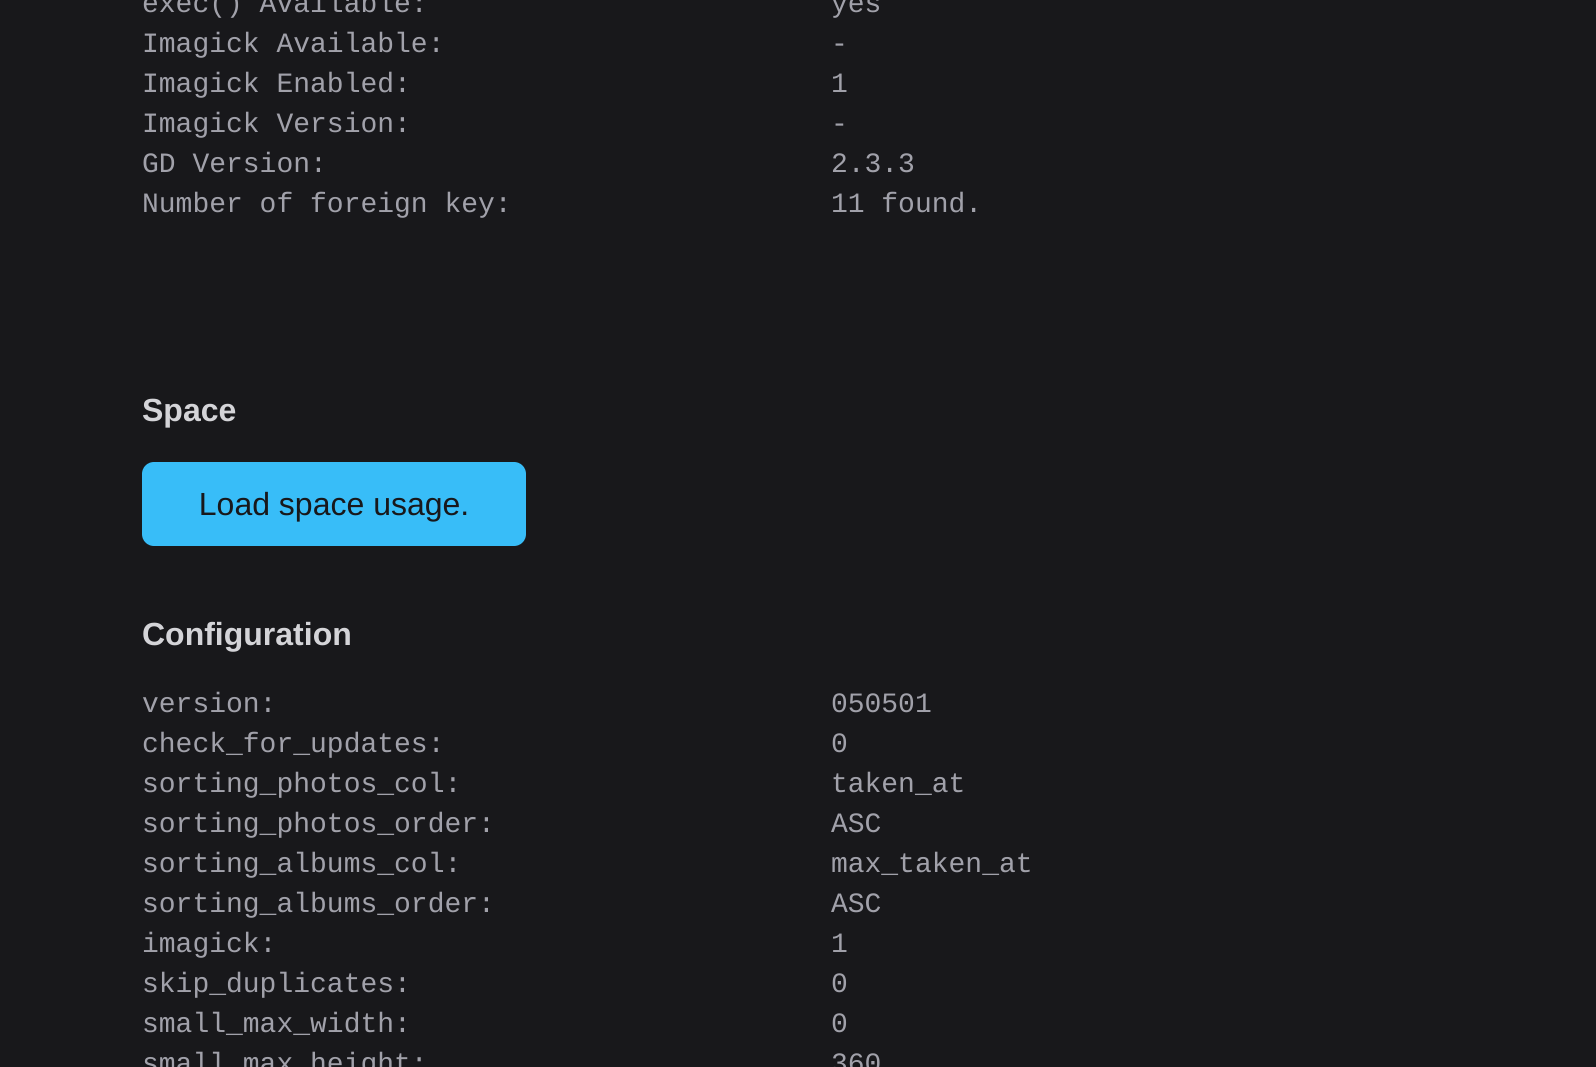 exec() Available: yes
Imagick Available: -
Imagick Enabled: 1
Imagick Version: -
GD Version: 2.3.3
Number of foreign key: 11 found.
Space
Load space usage.
Configuration
version: 050501
check_for_updates: 0
sorting_photos_col: taken_at
sorting_photos_order: ASC
sorting_albums_col: max_taken_at
sorting_albums_order: ASC
imagick: 1
skip_duplicates: 0
small_max_width: 0
small_max_height: 360